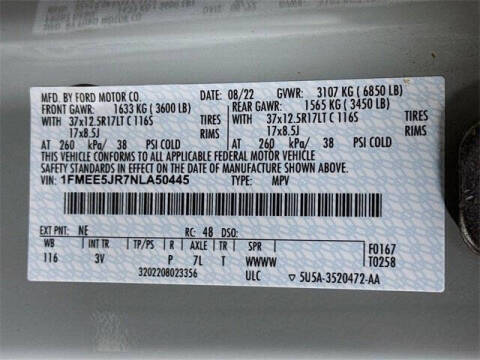 MFD. BY FORD MOTOR CO.
DATE: 08/22 GVWR: 3107 KG ( 6850 LB)
FRONT GAWR: 1633 KG ( 3600 LB) REAR GAWR: 1565 KG ( 3450 LB)
WITH 37x12.5R17LT C 116S TIRES WITH 37x12.5R17LT C 116S TIRES
17x8.5J RIMS 17x8.5J RIMS
AT 260 kPa/ 38 PSI COLD AT 260 kPa/ 38 PSI COLD
THIS VEHICLE CONFORMS TO ALL APPLICABLE FEDERAL MOTOR VEHICLE
SAFETY STANDARDS IN EFFECT ON THE DATE OF MANUFACTURE SHOWN ABOVE.
VIN: 1FMEE5JR7NLA50445 TYPE: MPV
EXT PNT: NE RC: 48 DSO: F0167
WB INT TR TP/PS R AXLE TR SPR T0258
116 3V P 7L T WWWW
3202208023356 ULC 5U5A-3520472-AA